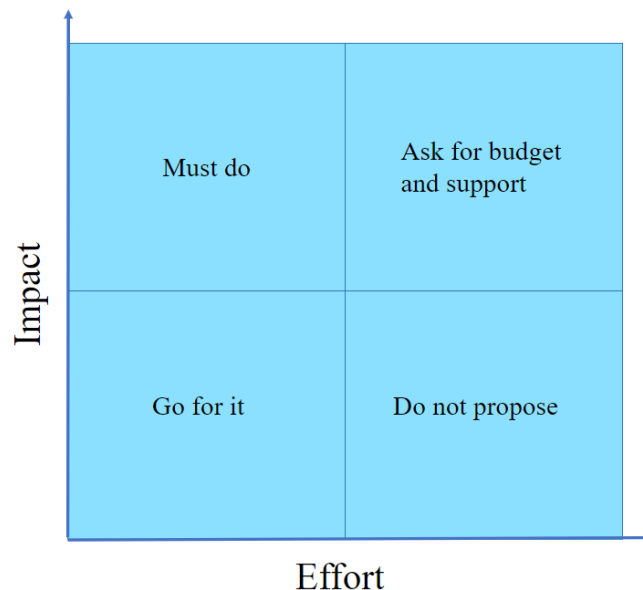 Must do
Ask for budget
and support
Impact
Go for it
Do not propose
Effort